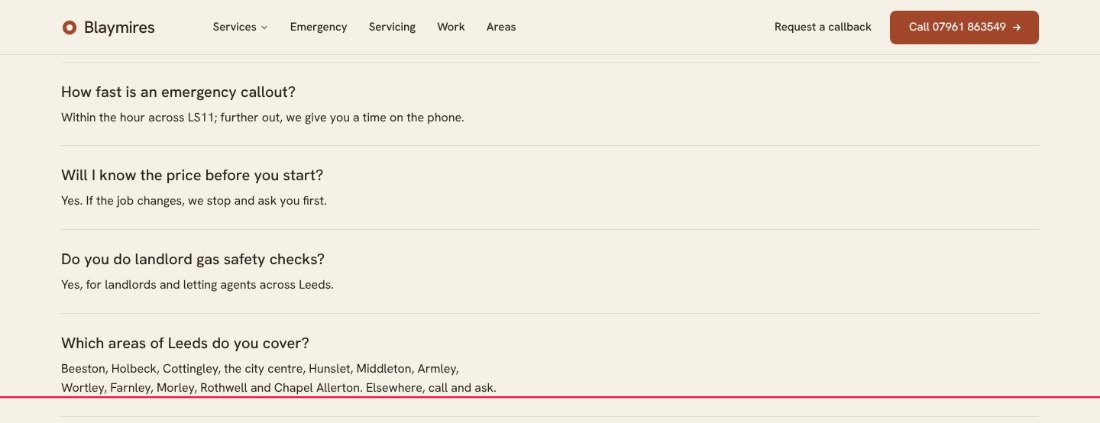 Blaymires
Services
Emergency
Servicing
Work
Areas
Request a callback
Call 07961 863549 →
How fast is an emergency callout?
Within the hour across LS11; further out, we give you a time on the phone.
Will I know the price before you start?
Yes. If the job changes, we stop and ask you first.
Do you do landlord gas safety checks?
Yes, for landlords and letting agents across Leeds.
Which areas of Leeds do you cover?
Beeston, Holbeck, Cottingley, the city centre, Hunslet, Middleton, Armley,
Wortley, Farnley, Morley, Rothwell and Chapel Allerton. Elsewhere, call and ask.